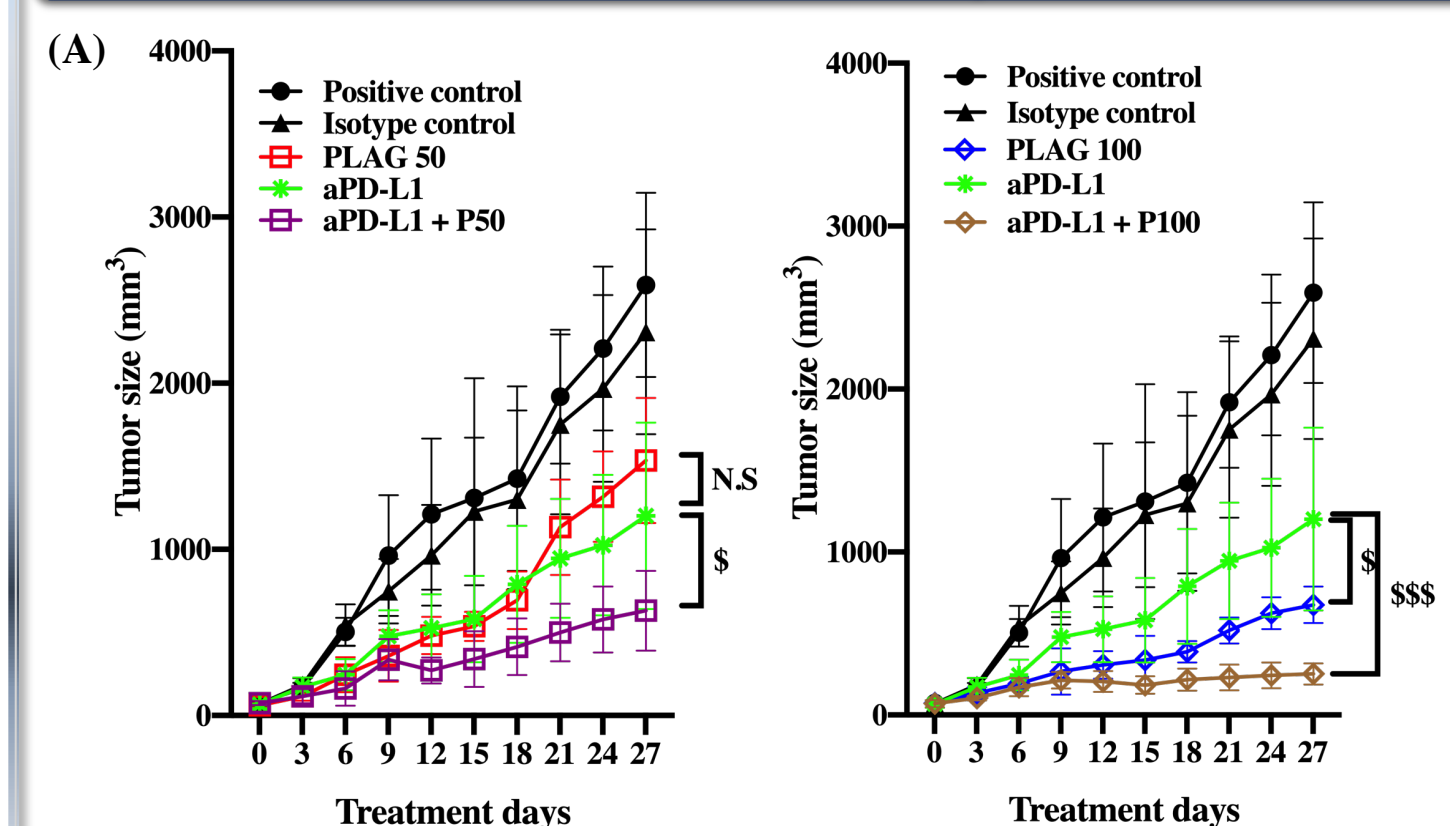 (A)
4000
3000
2000
1000
0
Tumor size (mm³)
Positive control
Isotype control
PLAG 50
aPD-L1
aPD-L1 + P50
N.S
$
0 3 6 9 12 15 18 21 24 27
Treatment days
4000
3000
2000
1000
0
Tumor size (mm³)
Positive control
Isotype control
PLAG 100
aPD-L1
aPD-L1 + P100
$
$$$
0 3 6 9 12 15 18 21 24 27
Treatment days